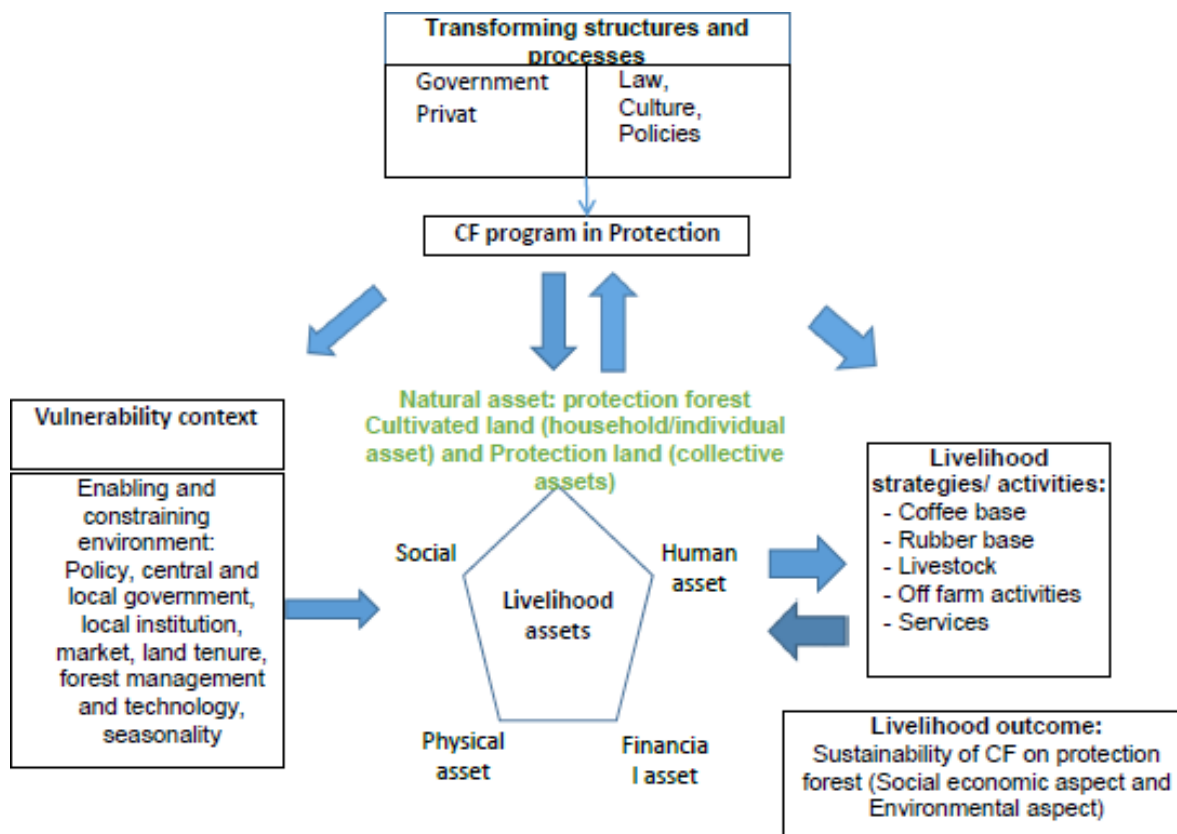 Transforming structures and
processes
Government
Privat
Law,
Culture,
Policies
CF program in Protection
Natural asset: protection forest
Cultivated land (household/individual
asset) and Protection land (collective
assets)
Vulnerability context
Enabling and
constraining
environment:
Policy, central and
local government,
local institution,
market, land tenure,
forest management
and technology,
seasonality
Social
Human
asset
Livelihood
assets
Physical
asset
Financia
l asset
Livelihood
strategies/ activities:
- Coffee base
- Rubber base
- Livestock
- Off farm activities
- Services
Livelihood outcome:
Sustainability of CF on protection
forest (Social economic aspect and
Environmental aspect)